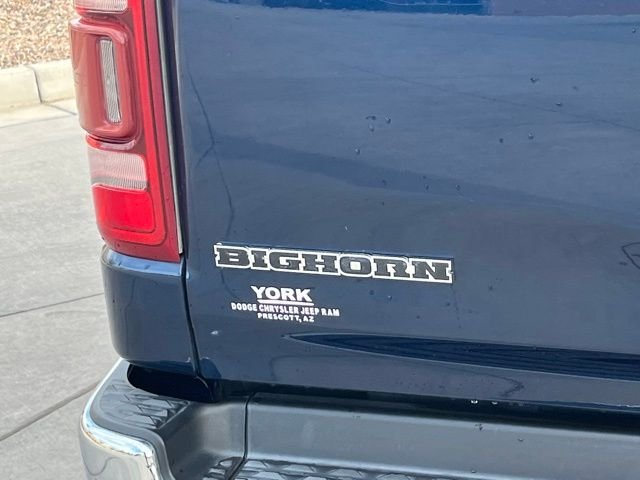 BIGHORN
YORK
DODGE CHRYSLER JEEP RAM
PRESCOTT, AZ